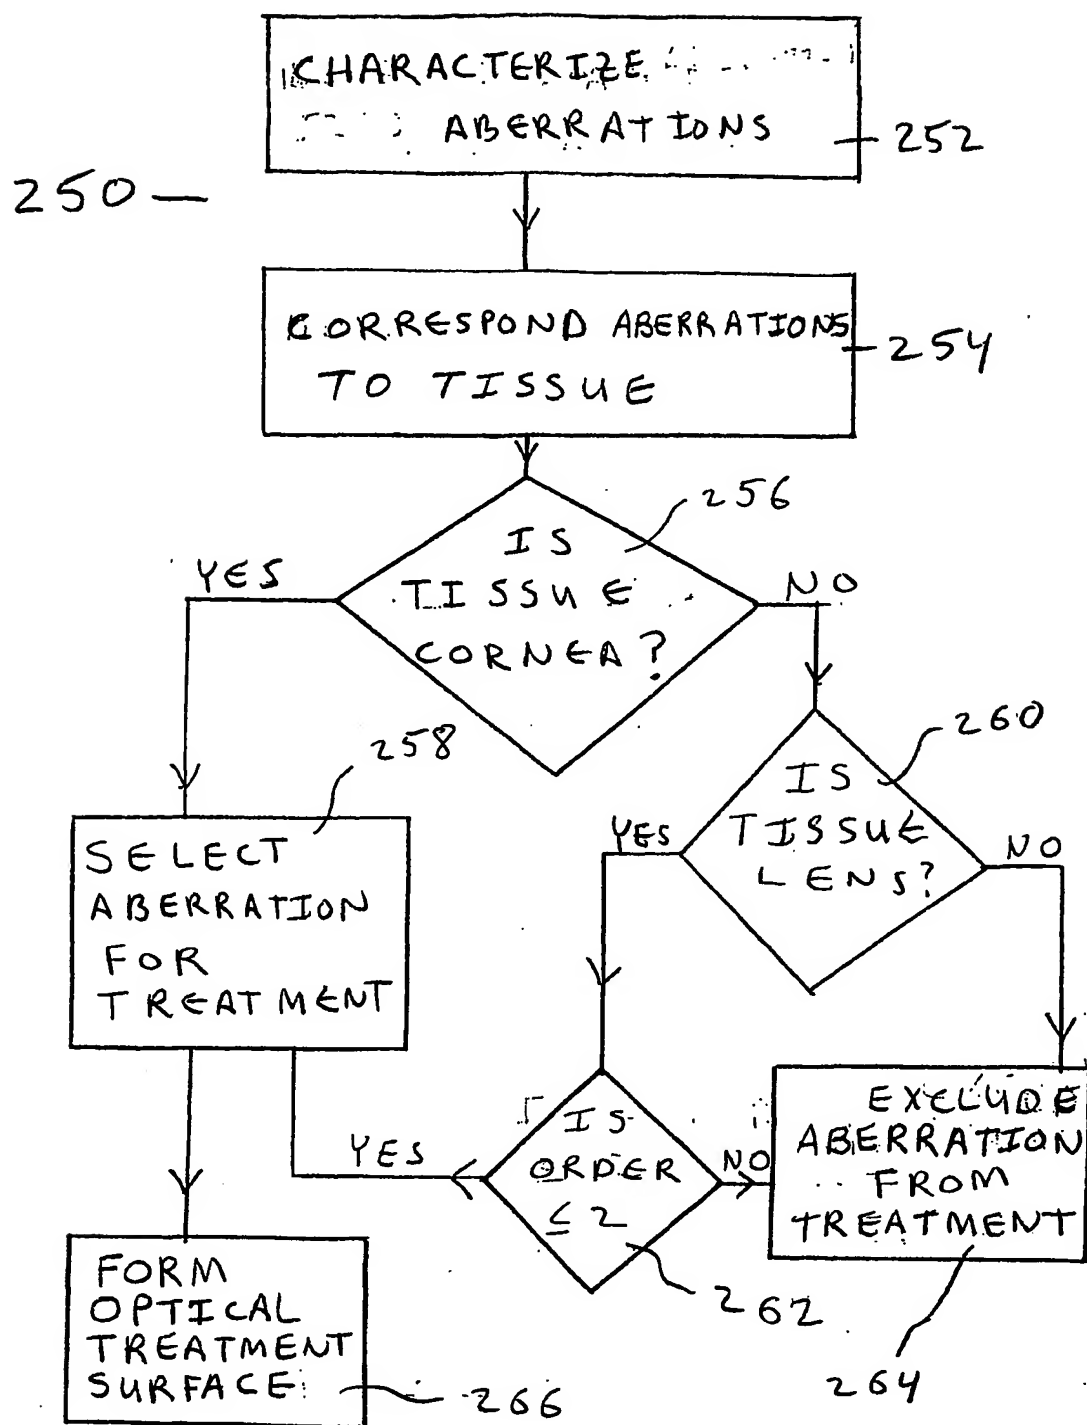 CHARACTERIZE
ABERRATIONS
252
250
CORRESPOND ABERRATIONS
TO TISSUE
254
256
IS
TISSUE
CORNEA?
YES
NO
258
260
SELECT
ABERRATION
FOR
TREATMENT
IS
TISSUE
LENS?
YES
NO
IS
ORDER
≤ 2
YES
NO
EXCLUDE
ABERRATION
FROM
TREATMENT
262
264
FORM
OPTICAL
TREATMENT
SURFACE
266